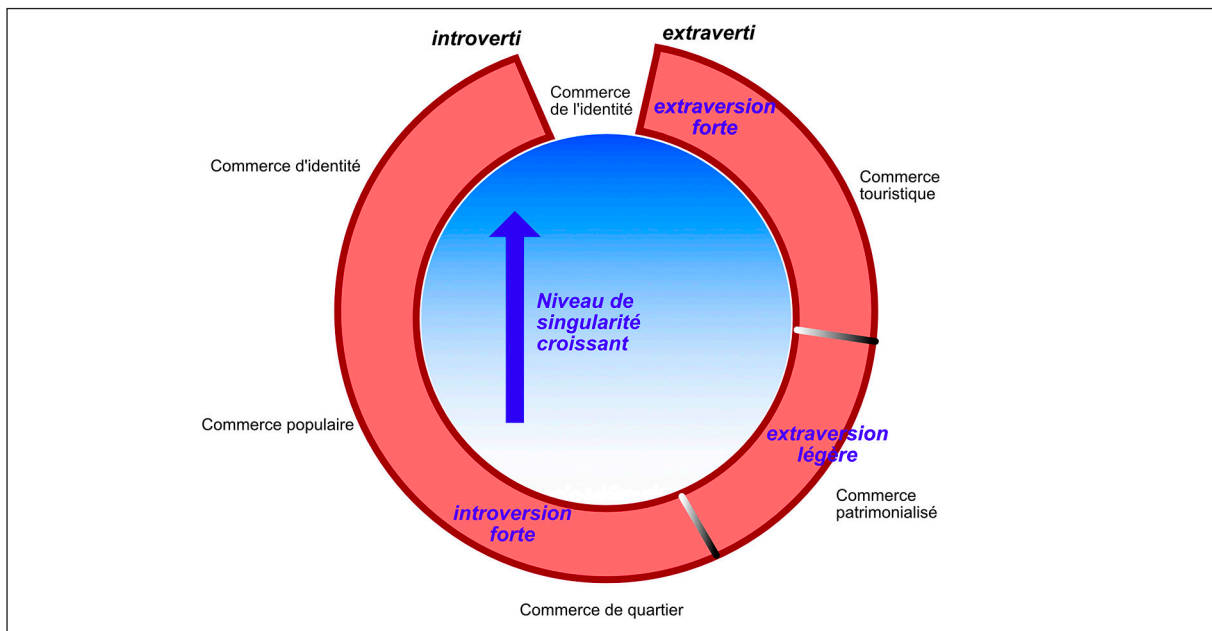 introverti
extraverti
Commerce
de l'identité
extraversion
forte
Commerce d'identité
Commerce
touristique
Niveau de
singularité
croissant
Commerce populaire
extraversion
légère
Commerce
patrimonialisé
introversion
forte
Commerce de quartier